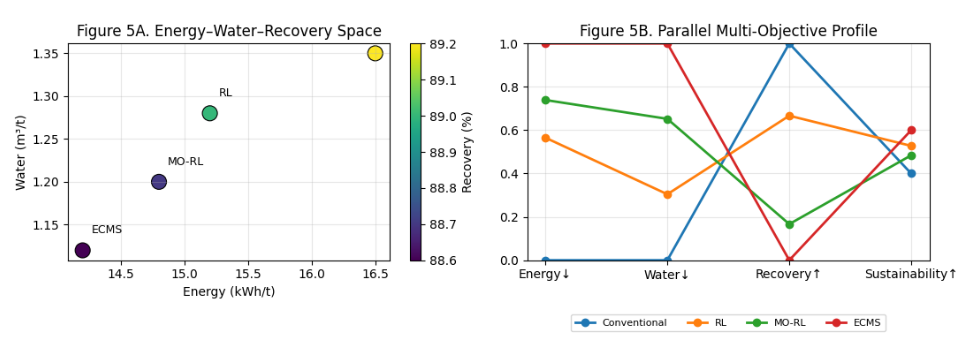 Figure 5A. Energy–Water–Recovery Space
1.35
1.30
1.25
1.20
1.15
Water (m³/t)
RL
MO-RL
ECMS
14.5 15.0 15.5 16.0 16.5
Energy (kWh/t)
89.2
89.1
89.0
88.9
88.8
88.7
88.6
Recovery (%)
Figure 5B. Parallel Multi-Objective Profile
1.0
0.8
0.6
0.4
0.2
0.0
Energy↓ Water↓ Recovery↑ Sustainability↑
Conventional RL MO-RL ECMS